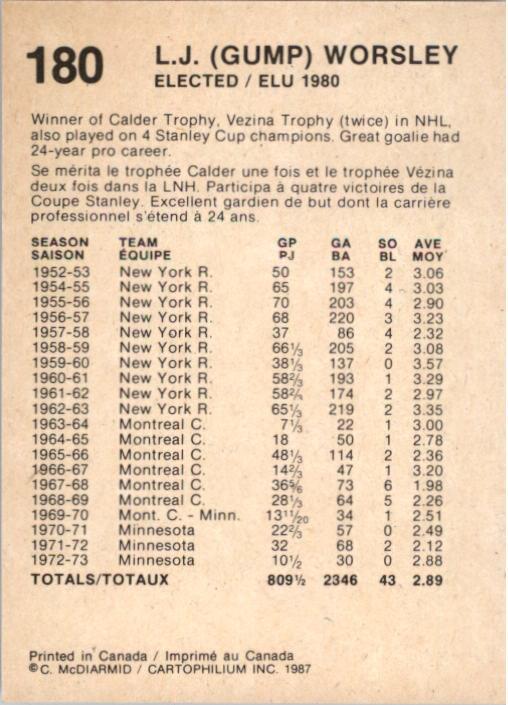 180
L.J. (GUMP) WORSLEY
ELECTED / ELU 1980
Winner of Calder Trophy, Vezina Trophy (twice) in NHL,
also played on 4 Stanley Cup champions. Great goalie had
24-year pro career.
Se mérita le trophée Calder une fois et le trophée Vézina
deux fois dans la LNH. Participa à quatre victoires de la
Coupe Stanley. Excellent gardien de but dont la carrière
professionnel s'étend à 24 ans.
SEASON TEAM GP GA SO AVE
SAISON ÉQUIPE PJ BA BL MOY
1952-53 New York R. 50 153 2 3.06
1954-55 New York R. 65 197 4 3.03
1955-56 New York R. 70 203 4 2.90
1956-57 New York R. 68 220 3 3.23
1957-58 New York R. 37 86 4 2.32
1958-59 New York R. 66⅓ 205 2 3.08
1959-60 New York R. 38⅓ 137 0 3.57
1960-61 New York R. 58⅔ 193 1 3.29
1961-62 New York R. 58⅔ 174 2 2.97
1962-63 New York R. 65⅓ 219 2 3.35
1963-64 Montreal C. 7⅓ 22 1 3.00
1964-65 Montreal C. 18 50 1 2.78
1965-66 Montreal C. 48⅓ 114 2 2.36
1966-67 Montreal C. 14⅔ 47 1 3.20
1967-68 Montreal C. 36⅚ 73 6 1.98
1968-69 Montreal C. 28⅓ 64 5 2.26
1969-70 Mont. C. - Minn. 13¹¹/₂₀ 34 1 2.51
1970-71 Minnesota 22⅔ 57 0 2.49
1971-72 Minnesota 32 68 2 2.12
1972-73 Minnesota 10½ 30 0 2.88
TOTALS/TOTAUX 809½ 2346 43 2.89
Printed in Canada / Imprimé au Canada
© C. McDIARMID / CARTOPHILIUM INC. 1987